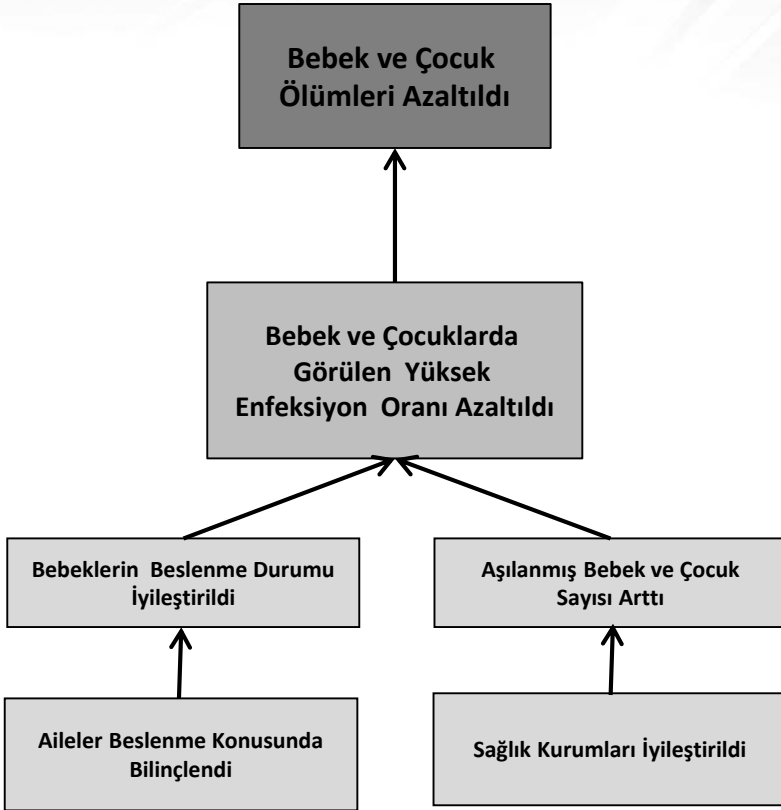 Bebek ve Çocuk
Ölümleri Azaltıldı
Bebek ve Çocuklarda
Görülen Yüksek
Enfeksiyon Oranı Azaltıldı
Bebeklerin Beslenme Durumu
İyileştirildi
Aşılanmış Bebek ve Çocuk
Sayısı Arttı
Aileler Beslenme Konusunda
Bilinçlendi
Sağlık Kurumları İyileştirildi